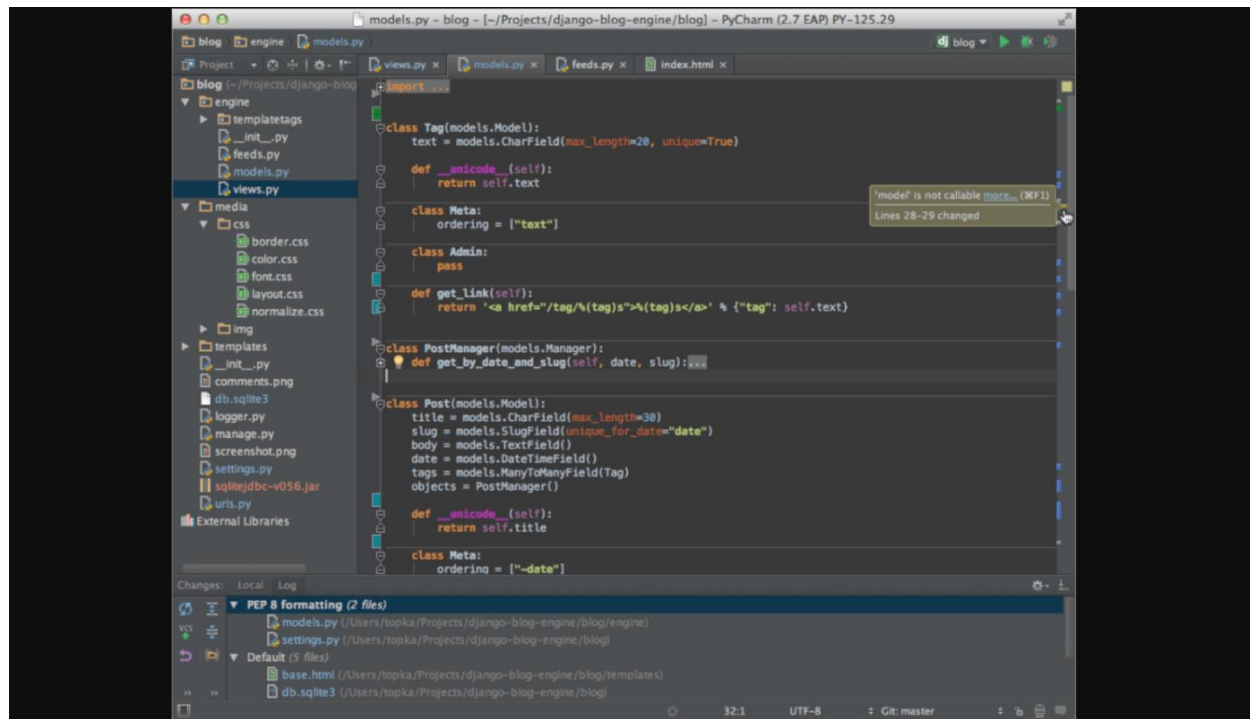 models.py – blog – [~/Projects/django-blog-engine/blog] – PyCharm (2.7 EAP) PY-125.29
blog engine models.py
dj blog
Project
views.py × models.py × feeds.py × index.html ×
blog (~/Projects/django-blog
engine
templatetags
__init__.py
feeds.py
models.py
views.py
media
css
border.css
color.css
font.css
layout.css
normalize.css
img
templates
__init__.py
comments.png
db.sqlite3
logger.py
manage.py
screenshot.png
settings.py
sqlitejdbc-v056.jar
urls.py
External Libraries
import ...
class Tag(models.Model):
text = models.CharField(max_length=20, unique=True)
def __unicode__(self):
return self.text
class Meta:
ordering = ["text"]
class Admin:
pass
def get_link(self):
return '<a href="/tag/%(tag)s">%(tag)s</a>' % {"tag": self.text}
class PostManager(models.Manager):
def get_by_date_and_slug(self, date, slug):...
class Post(models.Model):
title = models.CharField(max_length=30)
slug = models.SlugField(unique_for_date="date")
body = models.TextField()
date = models.DateTimeField()
tags = models.ManyToManyField(Tag)
objects = PostManager()
def __unicode__(self):
return self.title
class Meta:
ordering = ["-date"]
'model' is not callable more... (⌘F1)
Lines 28–29 changed
Changes: Local Log
PEP 8 formatting (2 files)
models.py (/Users/topka/Projects/django-blog-engine/blog/engine)
settings.py (/Users/topka/Projects/django-blog-engine/blog)
Default (5 files)
base.html (/Users/topka/Projects/django-blog-engine/blog/templates)
db.sqlite3 (/Users/topka/Projects/django-blog-engine/blog)
VCS
32:1 UTF-8 Git: master